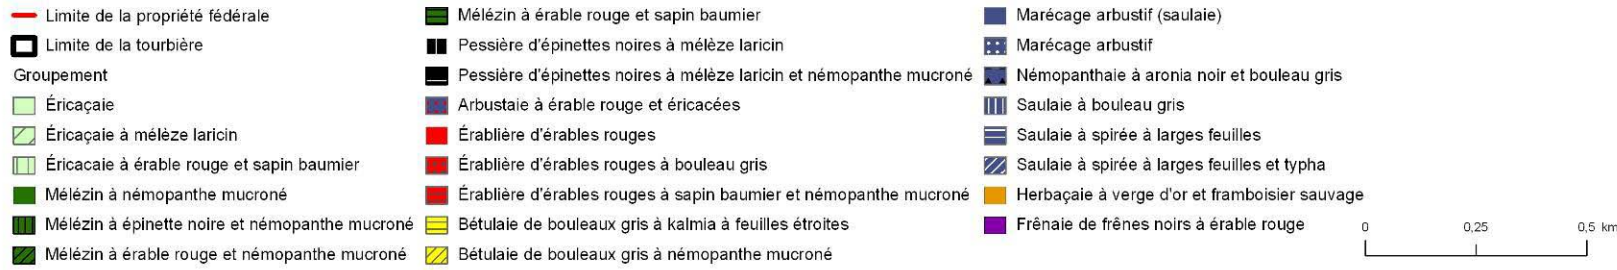 Limite de la propriété fédérale
Limite de la tourbière
Groupement
Éricaçaie
Éricaçaie à mélèze laricin
Éricacaie à érable rouge et sapin baumier
Mélézin à némopanthe mucroné
Mélézin à épinette noire et némopanthe mucroné
Mélézin à érable rouge et némopanthe mucroné
Mélézin à érable rouge et sapin baumier
Pessière d'épinettes noires à mélèze laricin
Pessière d'épinettes noires à mélèze laricin et némopanthe mucroné
Arbustaie à érable rouge et éricacées
Érablière d'érables rouges
Érablière d'érables rouges à bouleau gris
Érablière d'érables rouges à sapin baumier et némopanthe mucroné
Bétulaie de bouleaux gris à kalmia à feuilles étroites
Bétulaie de bouleaux gris à némopanthe mucroné
Marécage arbustif (saulaie)
Marécage arbustif
Némopanthaie à aronia noir et bouleau gris
Saulaie à bouleau gris
Saulaie à spirée à larges feuilles
Saulaie à spirée à larges feuilles et typha
Herbaçaie à verge d'or et framboisier sauvage
Frênaie de frênes noirs à érable rouge
0 0,25 0,5 km